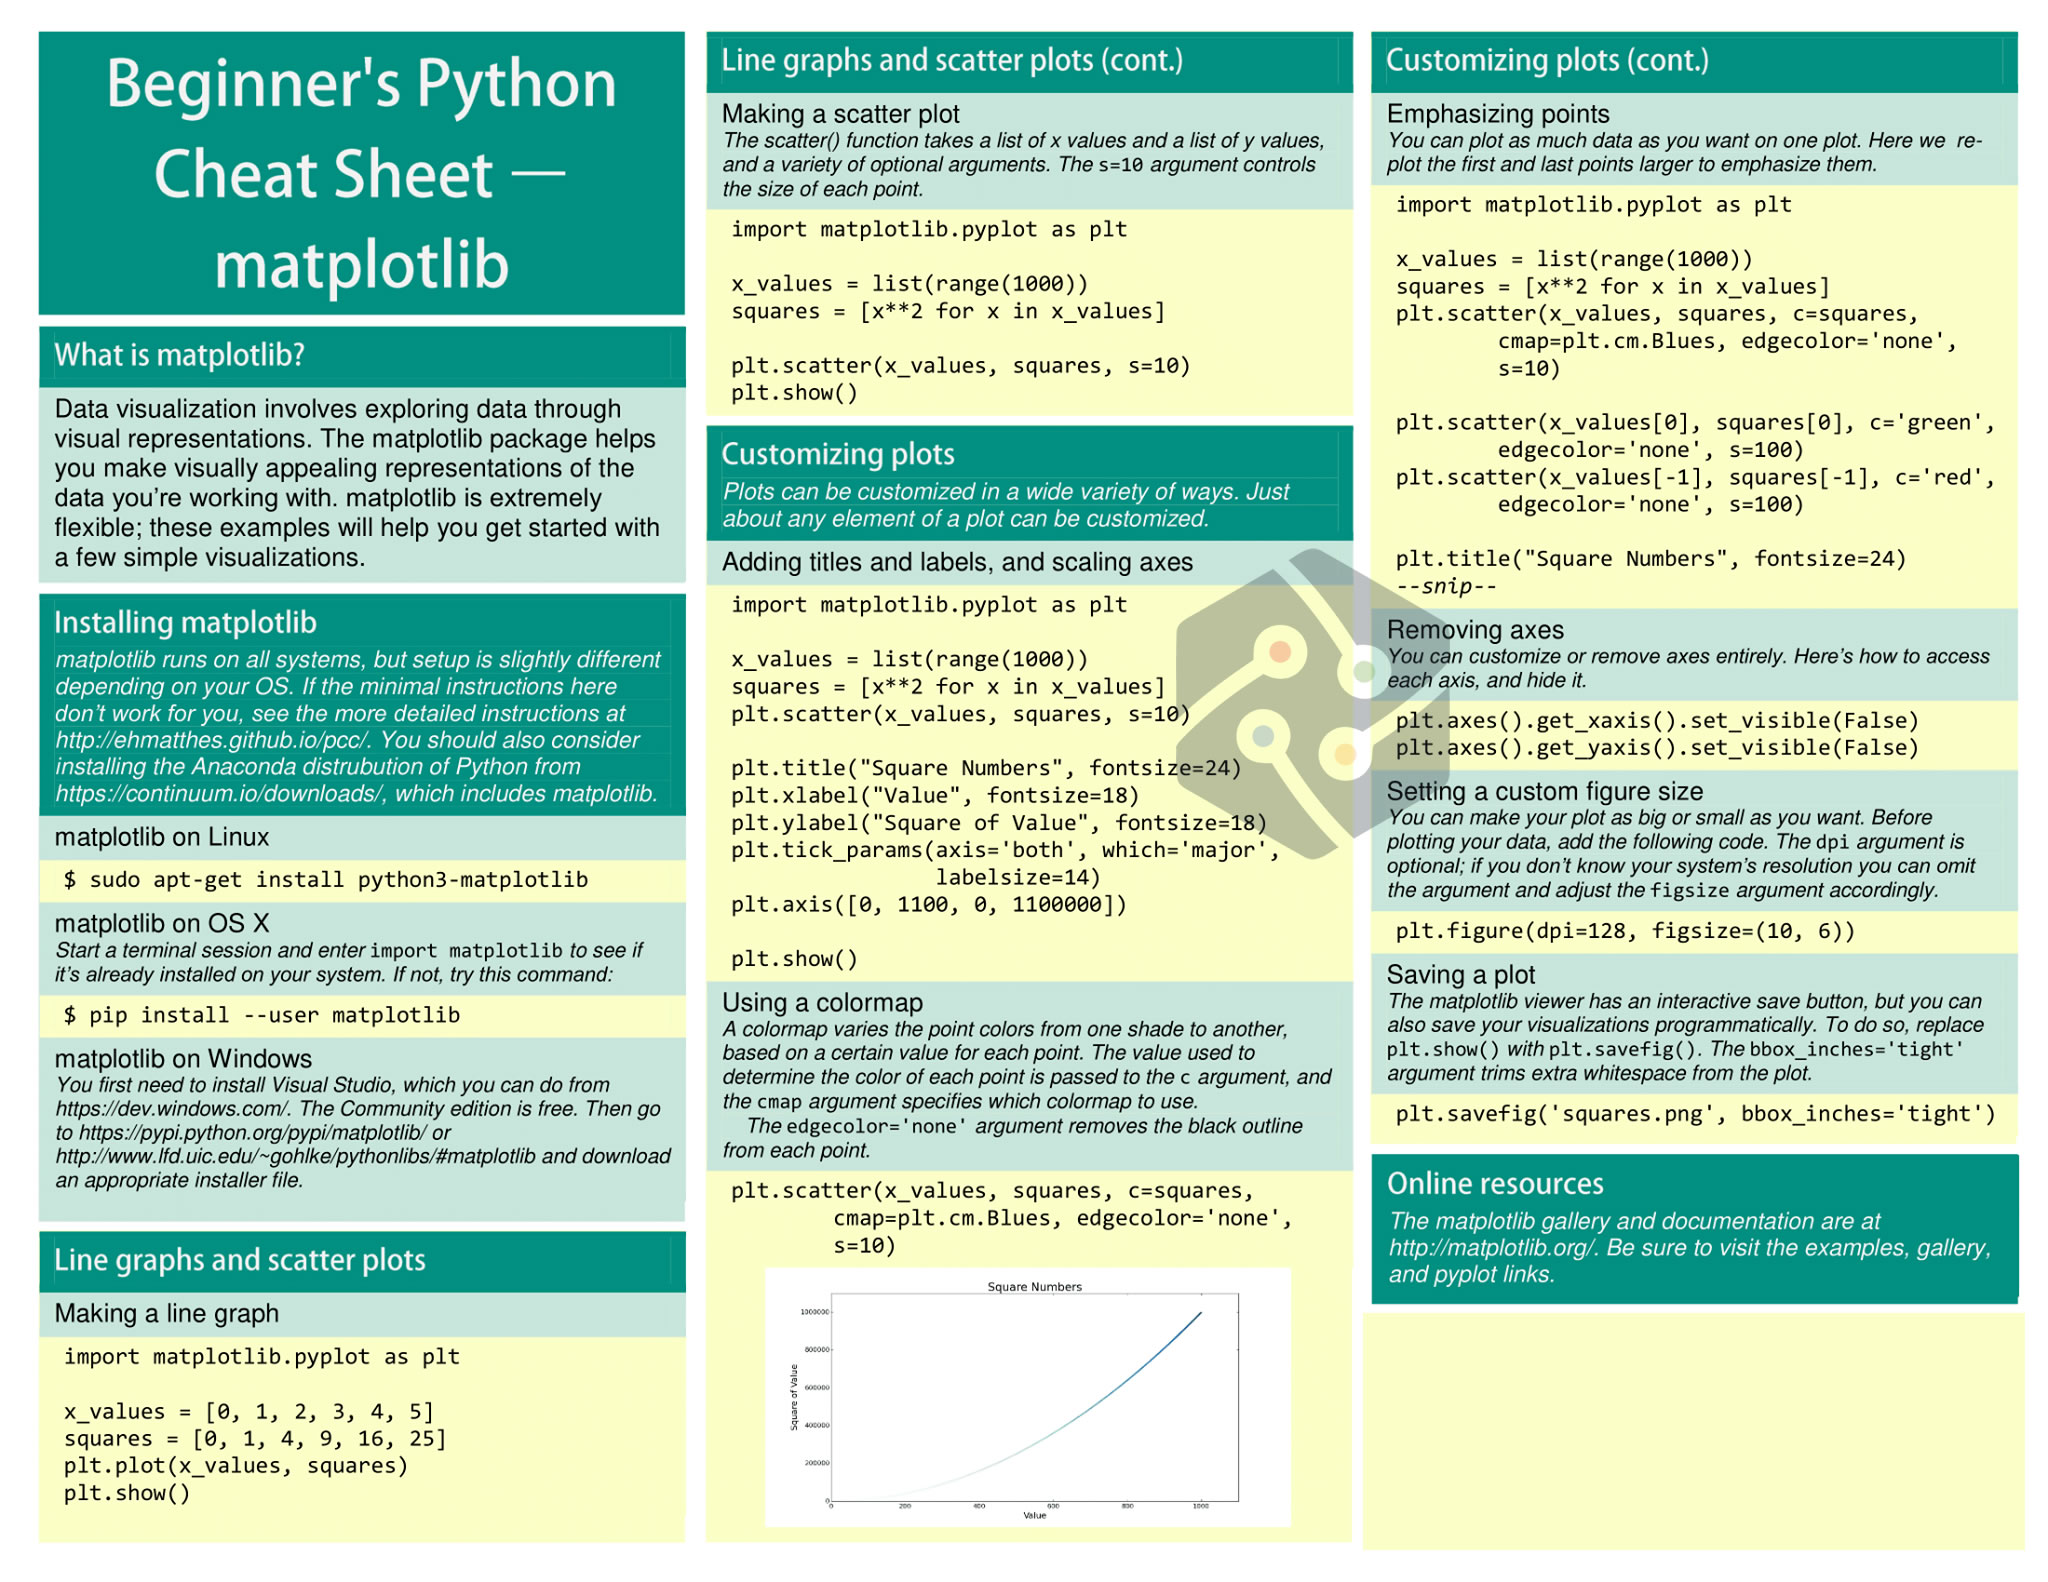 Beginner's Python
Cheat Sheet —
matplotlib
What is matplotlib?
Data visualization involves exploring data through
visual representations. The matplotlib package helps
you make visually appealing representations of the
data you’re working with. matplotlib is extremely
flexible; these examples will help you get started with
a few simple visualizations.
Installing matplotlib
matplotlib runs on all systems, but setup is slightly different
depending on your OS. If the minimal instructions here
don’t work for you, see the more detailed instructions at
http://ehmatthes.github.io/pcc/. You should also consider
installing the Anaconda distrubution of Python from
https://continuum.io/downloads/, which includes matplotlib.
matplotlib on Linux
$ sudo apt-get install python3-matplotlib
matplotlib on OS X
Start a terminal session and enter import matplotlib to see if
it’s already installed on your system. If not, try this command:
$ pip install --user matplotlib
matplotlib on Windows
You first need to install Visual Studio, which you can do from
https://dev.windows.com/. The Community edition is free. Then go
to https://pypi.python.org/pypi/matplotlib/ or
http://www.lfd.uic.edu/~gohlke/pythonlibs/#matplotlib and download
an appropriate installer file.
Line graphs and scatter plots
Making a line graph
import matplotlib.pyplot as plt
x_values = [0, 1, 2, 3, 4, 5]
squares = [0, 1, 4, 9, 16, 25]
plt.plot(x_values, squares)
plt.show()
Line graphs and scatter plots (cont.)
Making a scatter plot
The scatter() function takes a list of x values and a list of y values,
and a variety of optional arguments. The s=10 argument controls
the size of each point.
import matplotlib.pyplot as plt
x_values = list(range(1000))
squares = [x**2 for x in x_values]
plt.scatter(x_values, squares, s=10)
plt.show()
Customizing plots
Plots can be customized in a wide variety of ways. Just
about any element of a plot can be customized.
Adding titles and labels, and scaling axes
import matplotlib.pyplot as plt
x_values = list(range(1000))
squares = [x**2 for x in x_values]
plt.scatter(x_values, squares, s=10)
plt.title("Square Numbers", fontsize=24)
plt.xlabel("Value", fontsize=18)
plt.ylabel("Square of Value", fontsize=18)
plt.tick_params(axis='both', which='major',
labelsize=14)
plt.axis([0, 1100, 0, 1100000])
plt.show()
Using a colormap
A colormap varies the point colors from one shade to another,
based on a certain value for each point. The value used to
determine the color of each point is passed to the c argument, and
the cmap argument specifies which colormap to use.
The edgecolor='none' argument removes the black outline
from each point.
plt.scatter(x_values, squares, c=squares,
cmap=plt.cm.Blues, edgecolor='none',
s=10)
Square Numbers
1000000
800000
600000
400000
200000
0
Square of Value
0 200 400 600 800 1000
Value
Customizing plots (cont.)
Emphasizing points
You can plot as much data as you want on one plot. Here we re-
plot the first and last points larger to emphasize them.
import matplotlib.pyplot as plt
x_values = list(range(1000))
squares = [x**2 for x in x_values]
plt.scatter(x_values, squares, c=squares,
cmap=plt.cm.Blues, edgecolor='none',
s=10)
plt.scatter(x_values[0], squares[0], c='green',
edgecolor='none', s=100)
plt.scatter(x_values[-1], squares[-1], c='red',
edgecolor='none', s=100)
plt.title("Square Numbers", fontsize=24)
--snip--
Removing axes
You can customize or remove axes entirely. Here’s how to access
each axis, and hide it.
plt.axes().get_xaxis().set_visible(False)
plt.axes().get_yaxis().set_visible(False)
Setting a custom figure size
You can make your plot as big or small as you want. Before
plotting your data, add the following code. The dpi argument is
optional; if you don’t know your system’s resolution you can omit
the argument and adjust the figsize argument accordingly.
plt.figure(dpi=128, figsize=(10, 6))
Saving a plot
The matplotlib viewer has an interactive save button, but you can
also save your visualizations programmatically. To do so, replace
plt.show() with plt.savefig(). The bbox_inches='tight'
argument trims extra whitespace from the plot.
plt.savefig('squares.png', bbox_inches='tight')
Online resources
The matplotlib gallery and documentation are at
http://matplotlib.org/. Be sure to visit the examples, gallery,
and pyplot links.